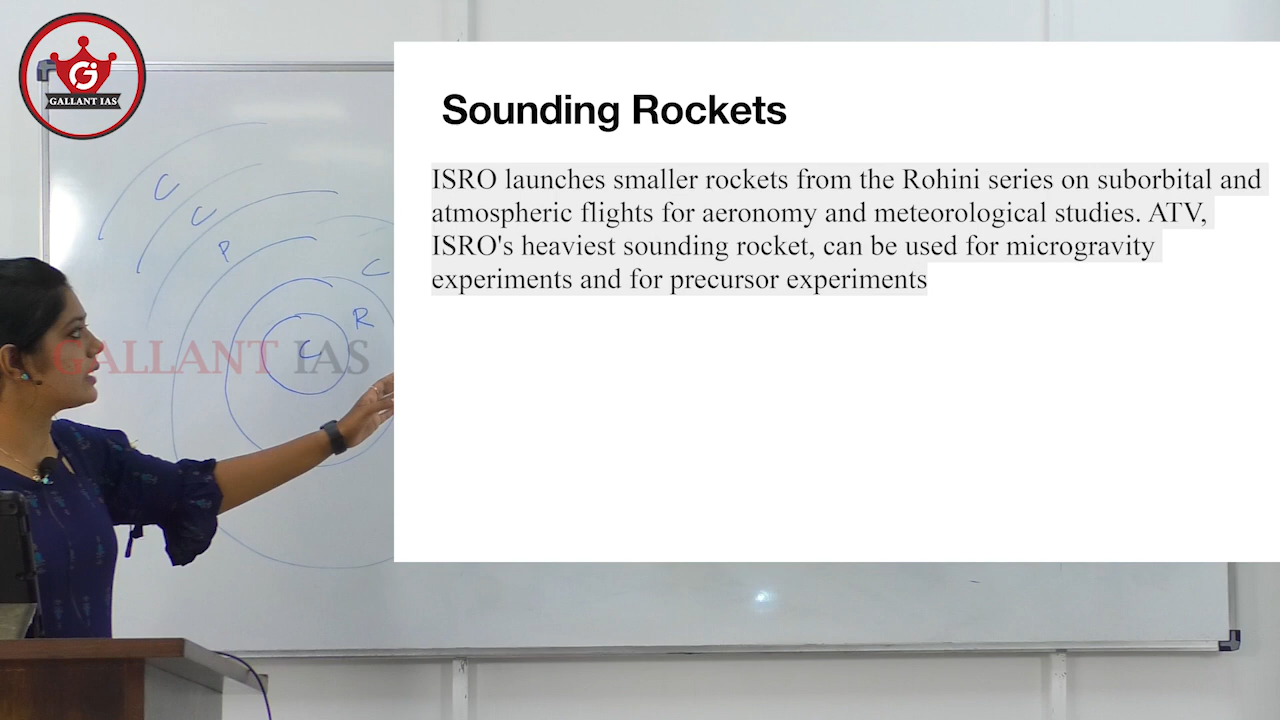 GALLANT IAS
Sounding Rockets
ISRO launches smaller rockets from the Rohini series on suborbital and
atmospheric flights for aeronomy and meteorological studies. ATV,
ISRO's heaviest sounding rocket, can be used for microgravity
experiments and for precursor experiments
C
C
P
C
R
C
GALLANT IAS